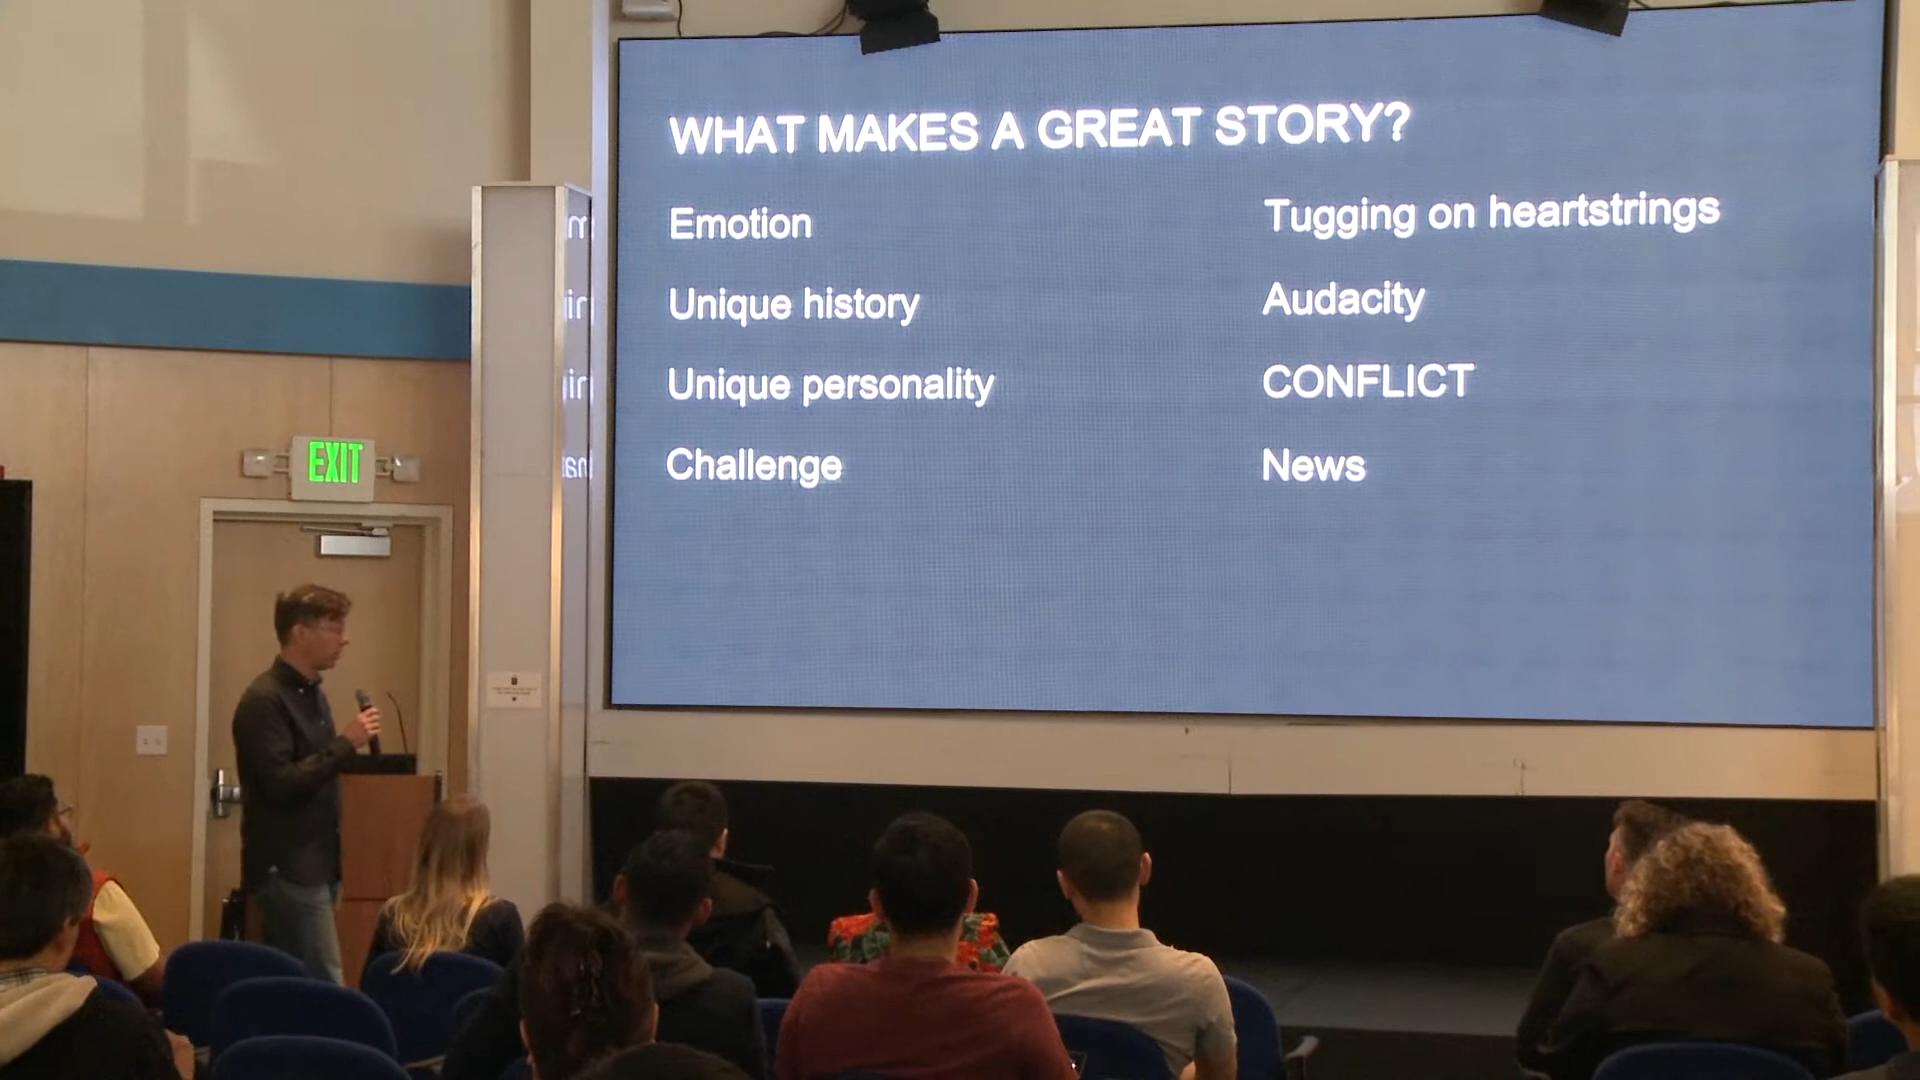 WHAT MAKES A GREAT STORY?
Emotion
Unique history
Unique personality
Challenge
Tugging on heartstrings
Audacity
CONFLICT
News
EXIT